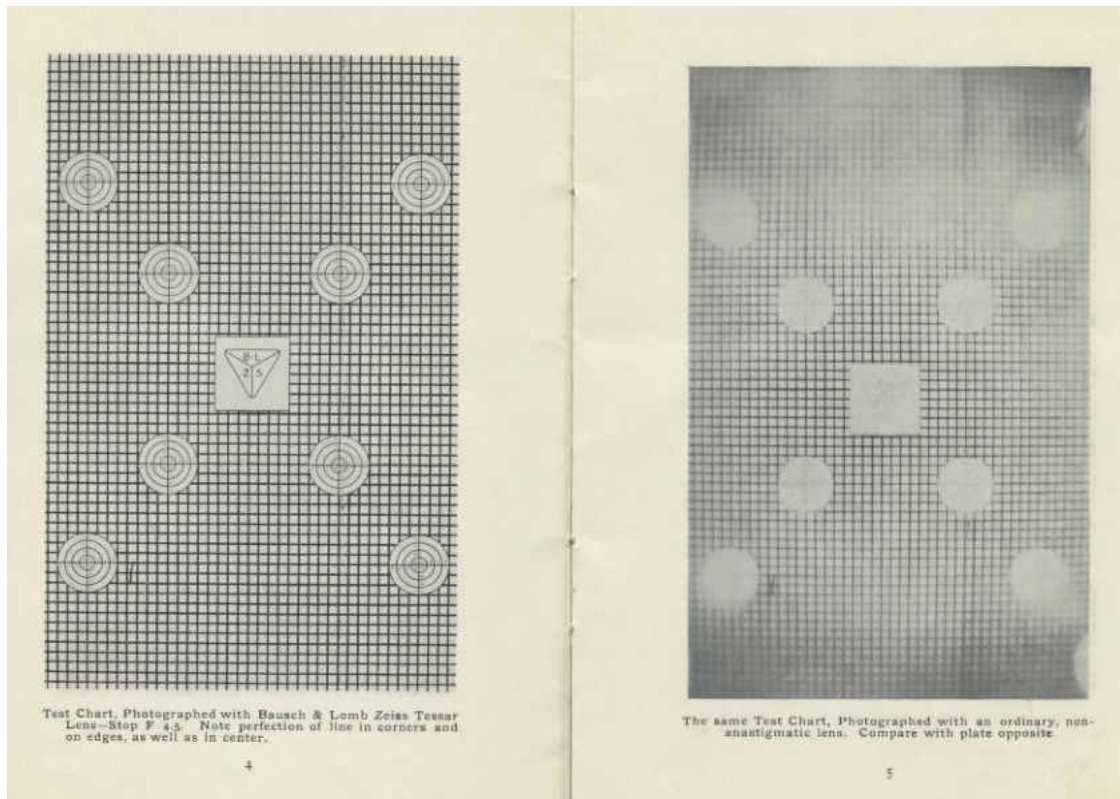 B-L
Z S
Test Chart, Photographed with Bausch & Lomb Zeiss Tessar
Lens—Stop F 4.5. Note perfection of line in corners and
on edges, as well as in center.
4
The same Test Chart, Photographed with an ordinary, non-
anastigmatic lens. Compare with plate opposite
5